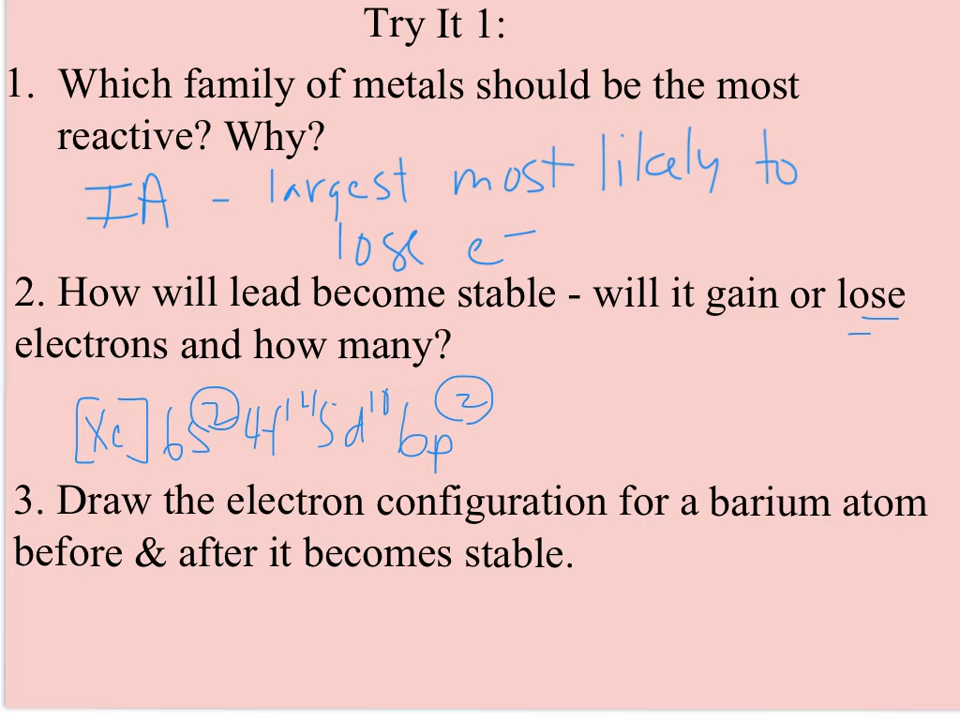 Try It 1:
1. Which family of metals should be the most
reactive? Why?
IA - largest most likely to
lose e⁻
2. How will lead become stable - will it gain or lose
electrons and how many?
[Xe] 6s² 4f¹⁴ 5d¹⁰ 6p²
3. Draw the electron configuration for a barium atom
before & after it becomes stable.